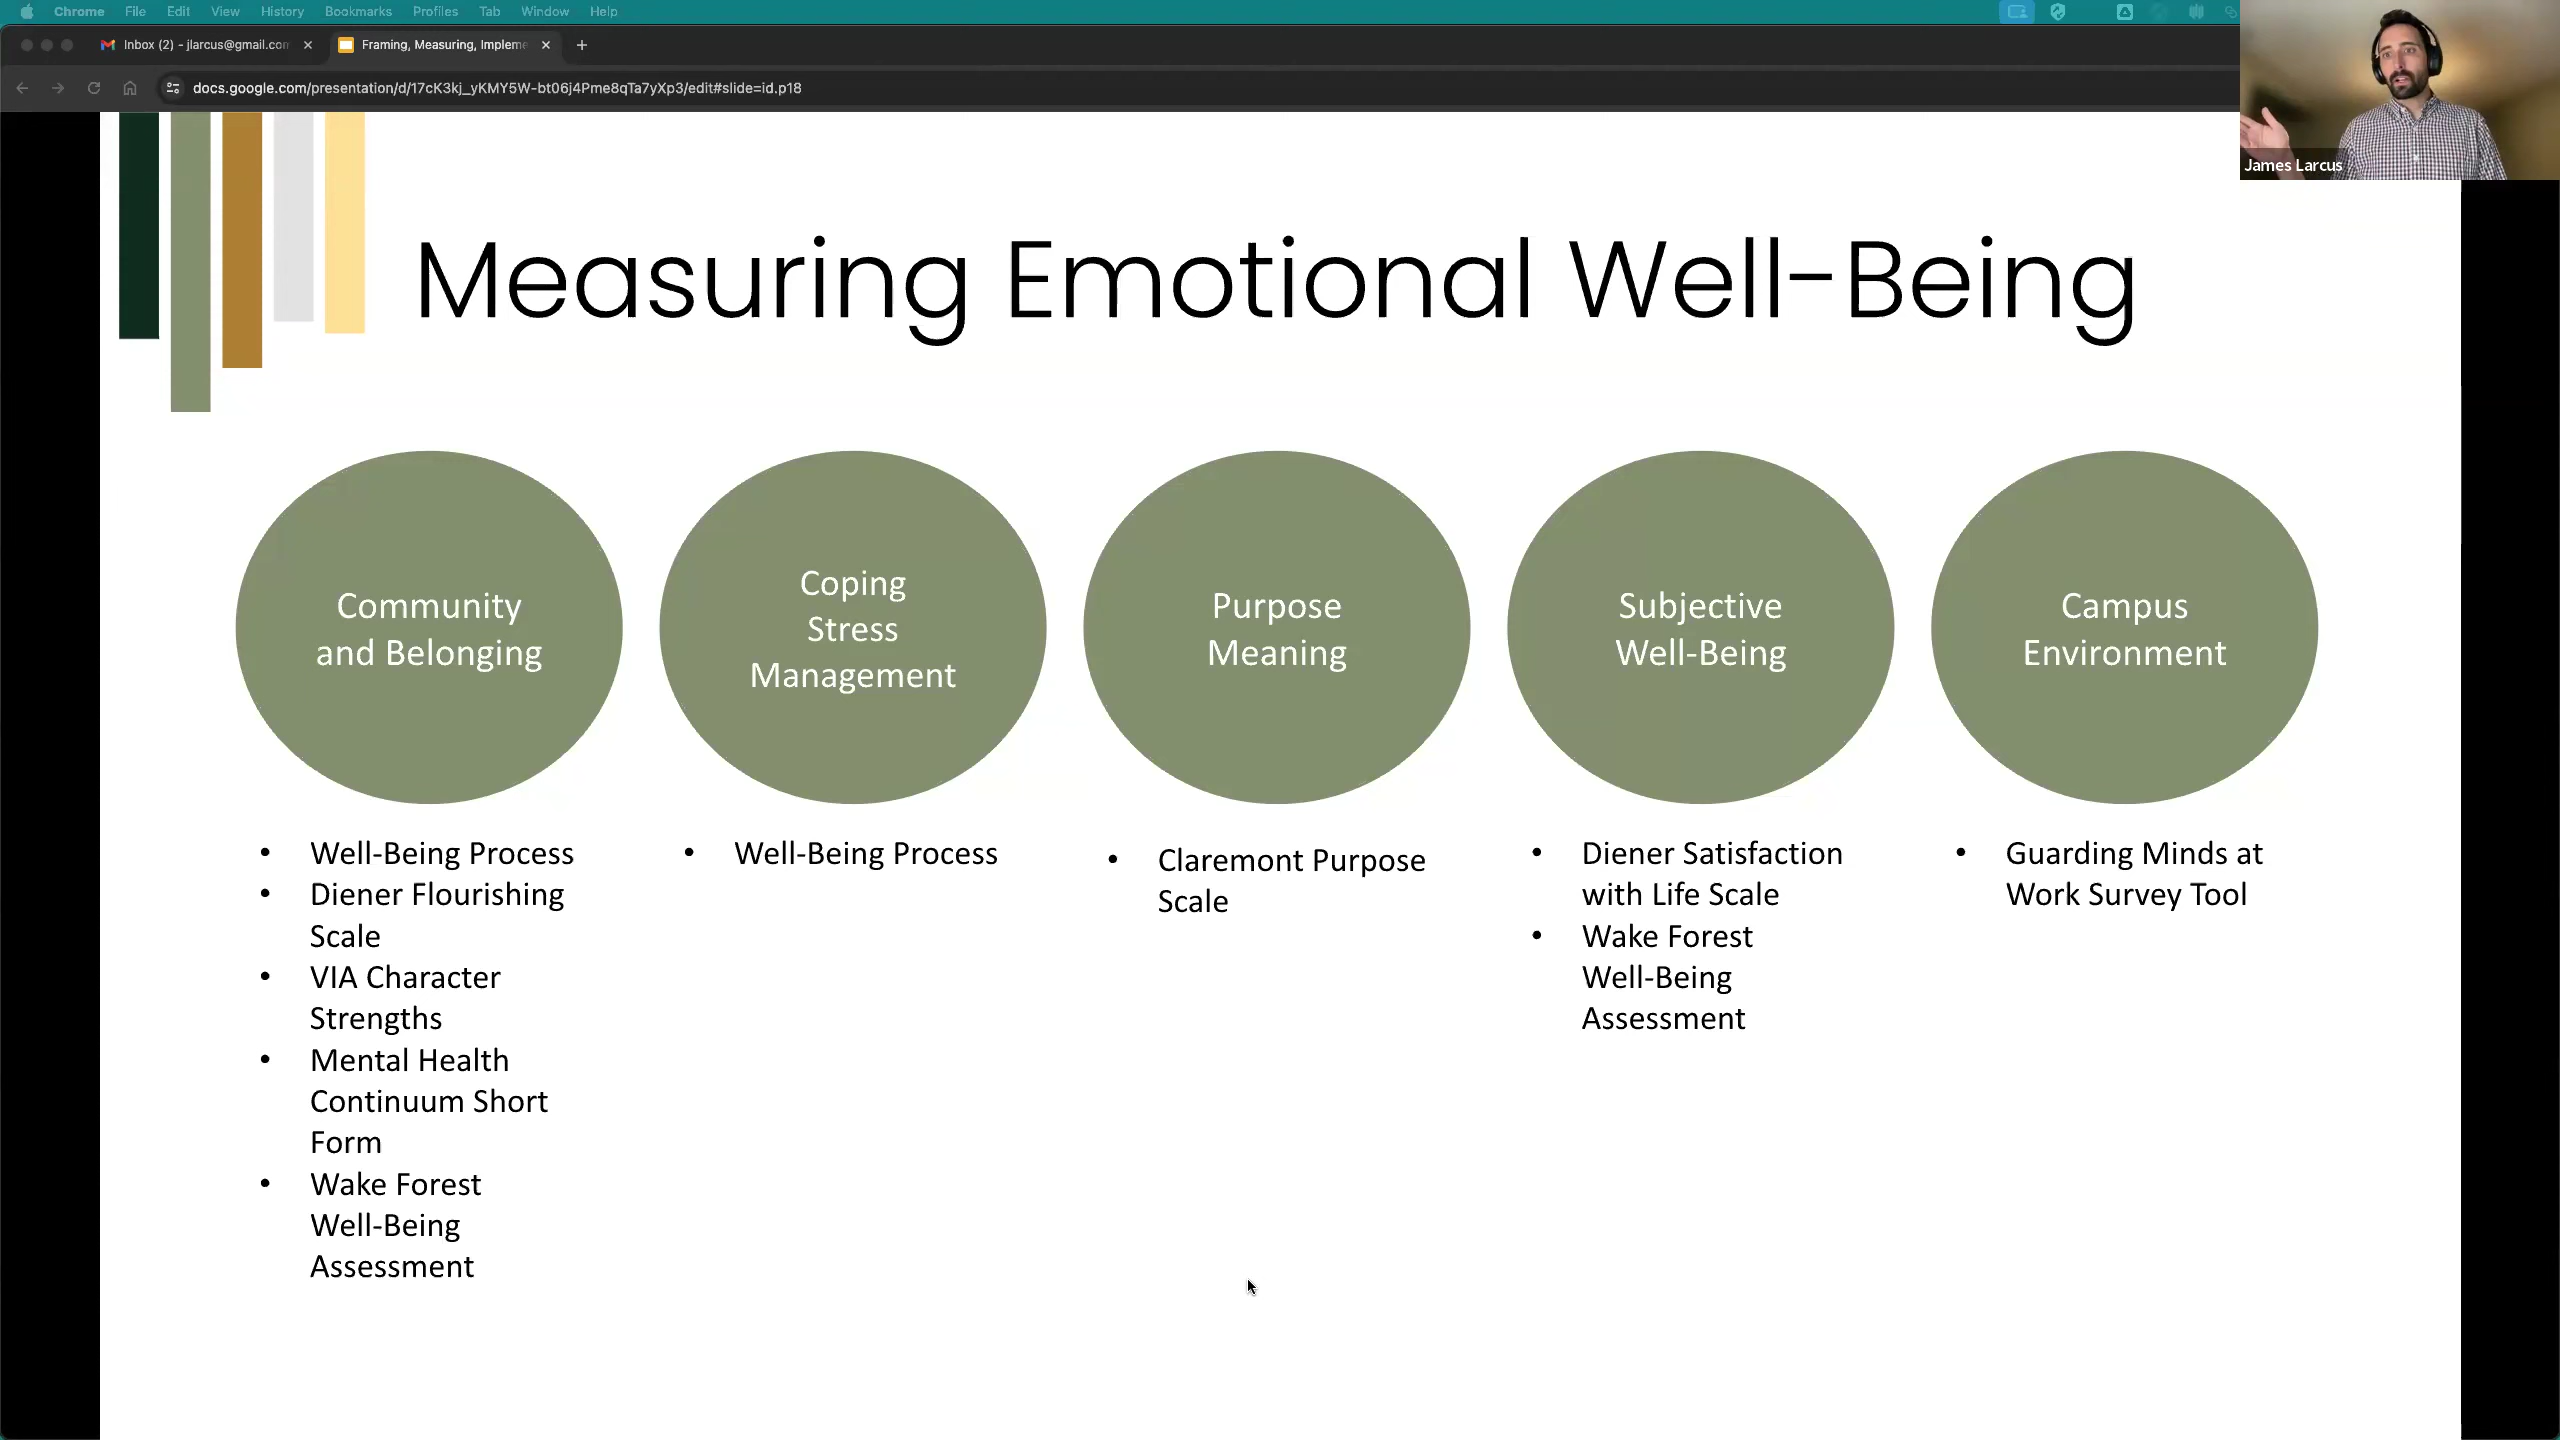 Chrome File Edit View History Bookmarks Profiles Tab Window Help
Inbox (2) - jlarcus@gmail.con
Framing, Measuring, Impleme
docs.google.com/presentation/d/17cK3kj_yKMY5W-bt06j4Pme8qTa7yXp3/edit#slide=id.p18
James Larcus
Measuring Emotional Well-Being
Community
and Belonging
Coping
Stress
Management
Purpose
Meaning
Subjective
Well-Being
Campus
Environment
• Well-Being Process
• Diener Flourishing
Scale
• VIA Character
Strengths
• Mental Health
Continuum Short
Form
• Wake Forest
Well-Being
Assessment
• Well-Being Process
• Claremont Purpose
Scale
• Diener Satisfaction
with Life Scale
• Wake Forest
Well-Being
Assessment
• Guarding Minds at
Work Survey Tool